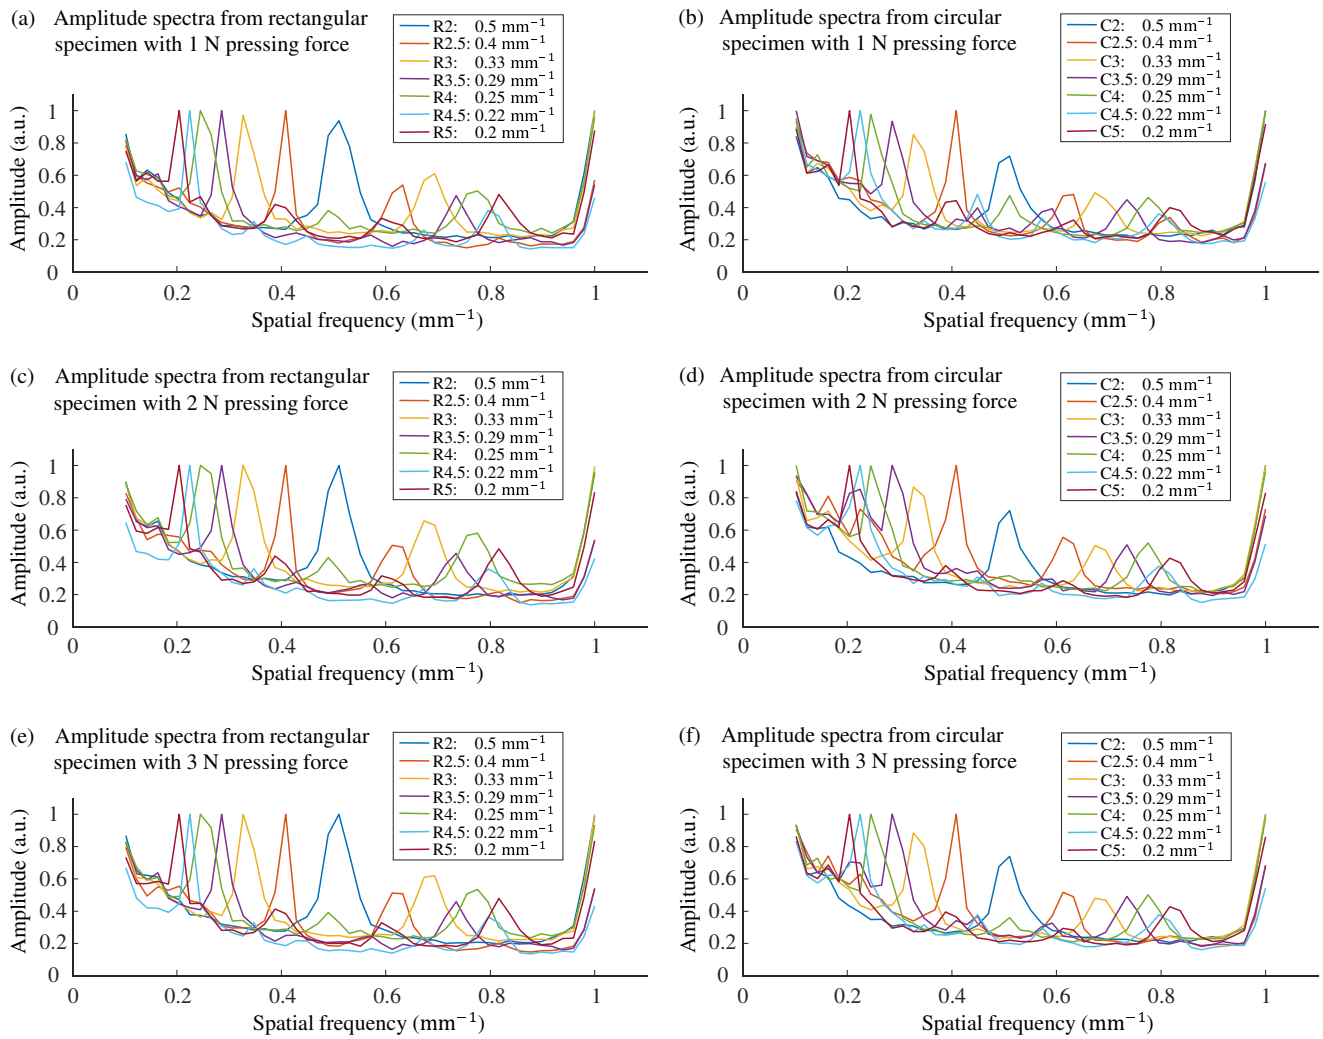 (a) Amplitude spectra from rectangular
specimen with 1 N pressing force
R2: 0.5 mm⁻¹
R2.5: 0.4 mm⁻¹
R3: 0.33 mm⁻¹
R3.5: 0.29 mm⁻¹
R4: 0.25 mm⁻¹
R4.5: 0.22 mm⁻¹
R5: 0.2 mm⁻¹
Amplitude (a.u.)
1
0.8
0.6
0.4
0.2
0
0 0.2 0.4 0.6 0.8 1
Spatial frequency (mm⁻¹)
(b) Amplitude spectra from circular
specimen with 1 N pressing force
C2: 0.5 mm⁻¹
C2.5: 0.4 mm⁻¹
C3: 0.33 mm⁻¹
C3.5: 0.29 mm⁻¹
C4: 0.25 mm⁻¹
C4.5: 0.22 mm⁻¹
C5: 0.2 mm⁻¹
Amplitude (a.u.)
1
0.8
0.6
0.4
0.2
0
0 0.2 0.4 0.6 0.8 1
Spatial frequency (mm⁻¹)
(c) Amplitude spectra from rectangular
specimen with 2 N pressing force
R2: 0.5 mm⁻¹
R2.5: 0.4 mm⁻¹
R3: 0.33 mm⁻¹
R3.5: 0.29 mm⁻¹
R4: 0.25 mm⁻¹
R4.5: 0.22 mm⁻¹
R5: 0.2 mm⁻¹
Amplitude (a.u.)
1
0.8
0.6
0.4
0.2
0
0 0.2 0.4 0.6 0.8 1
Spatial frequency (mm⁻¹)
(d) Amplitude spectra from circular
specimen with 2 N pressing force
C2: 0.5 mm⁻¹
C2.5: 0.4 mm⁻¹
C3: 0.33 mm⁻¹
C3.5: 0.29 mm⁻¹
C4: 0.25 mm⁻¹
C4.5: 0.22 mm⁻¹
C5: 0.2 mm⁻¹
Amplitude (a.u.)
1
0.8
0.6
0.4
0.2
0
0 0.2 0.4 0.6 0.8 1
Spatial frequency (mm⁻¹)
(e) Amplitude spectra from rectangular
specimen with 3 N pressing force
R2: 0.5 mm⁻¹
R2.5: 0.4 mm⁻¹
R3: 0.33 mm⁻¹
R3.5: 0.29 mm⁻¹
R4: 0.25 mm⁻¹
R4.5: 0.22 mm⁻¹
R5: 0.2 mm⁻¹
Amplitude (a.u.)
1
0.8
0.6
0.4
0.2
0
0 0.2 0.4 0.6 0.8 1
Spatial frequency (mm⁻¹)
(f) Amplitude spectra from circular
specimen with 3 N pressing force
C2: 0.5 mm⁻¹
C2.5: 0.4 mm⁻¹
C3: 0.33 mm⁻¹
C3.5: 0.29 mm⁻¹
C4: 0.25 mm⁻¹
C4.5: 0.22 mm⁻¹
C5: 0.2 mm⁻¹
Amplitude (a.u.)
1
0.8
0.6
0.4
0.2
0
0 0.2 0.4 0.6 0.8 1
Spatial frequency (mm⁻¹)